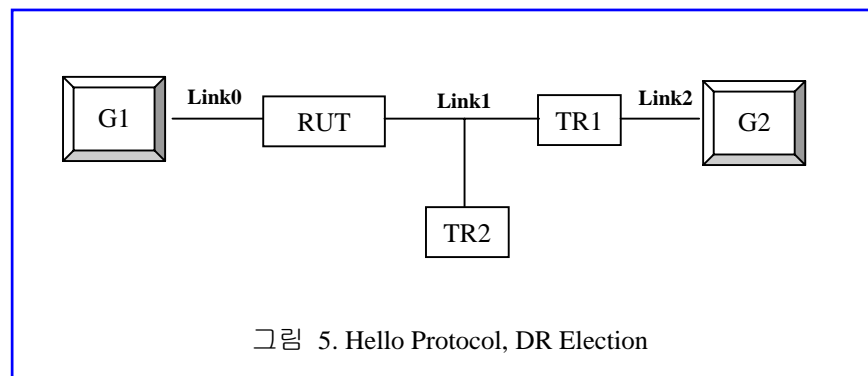 Link0
Link1
Link2
G1
RUT
TR1
G2
TR2
그림 5. Hello Protocol, DR Election